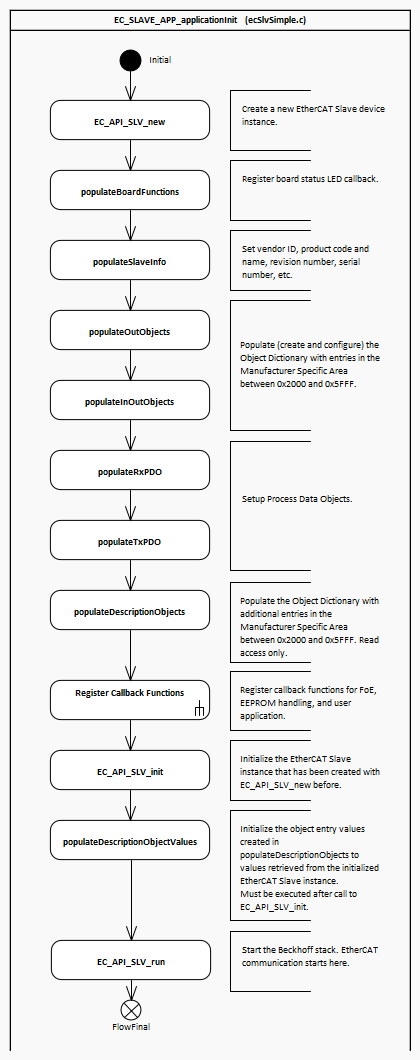 EC_SLAVE_APP_applicationInit (ecSlvSimple.c)
Initial
EC_API_SLV_new
Create a new EtherCAT Slave device
instance.
populateBoardFunctions
Register board status LED callback.
populateSlaveInfo
Set vendor ID, product code and
name, revision number, serial
number, etc.
populateOutObjects
populateInOutObjects
Populate (create and configure) the
Object Dictionary with entries in the
Manufacturer Specific Area
between 0x2000 and 0x5FFF.
populateRxPDO
populateTxPDO
Setup Process Data Objects.
populateDescriptionObjects
Populate the Object Dictionary with
additional entries in the
Manufacturer Specific Area
between 0x2000 and 0x5FFF. Read
access only.
Register Callback Functions
Register callback functions for FoE,
EEPROM handling, and user
application.
EC_API_SLV_init
Initialize the EtherCAT Slave
instance that has been created with
EC_API_SLV_new before.
populateDescriptionObjectValues
Initialize the object entry values
created in
populateDescriptionObjects to
values retrieved from the initialized
EtherCAT Slave instance.
Must be executed after call to
EC_API_SLV_init.
EC_API_SLV_run
Start the Beckhoff stack. EtherCAT
communication starts here.
FlowFinal